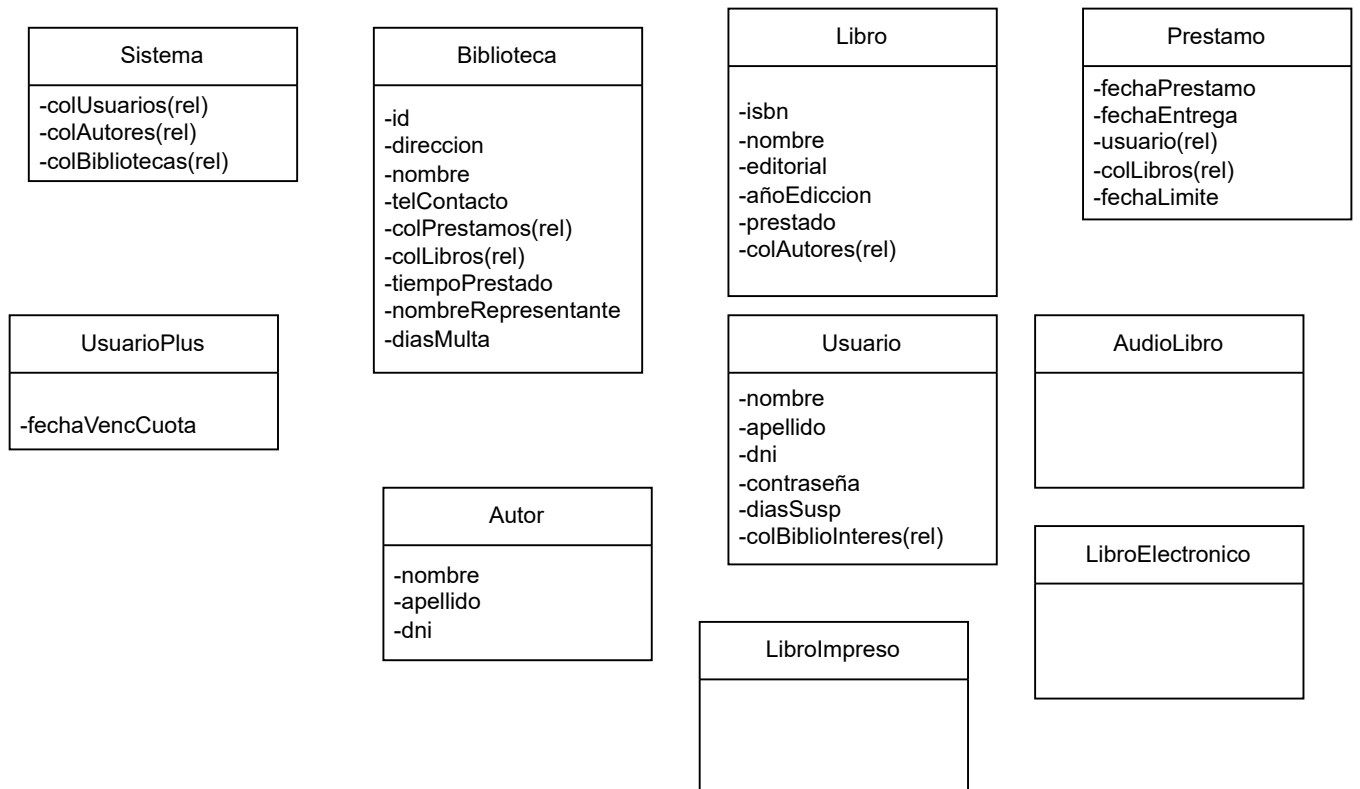 Sistema
-colUsuarios(rel)
-colAutores(rel)
-colBibliotecas(rel)
Biblioteca
-id
-direccion
-nombre
-telContacto
-colPrestamos(rel)
-colLibros(rel)
-tiempoPrestado
-nombreRepresentante
-diasMulta
Libro
-isbn
-nombre
-editorial
-añoEdiccion
-prestado
-colAutores(rel)
Prestamo
-fechaPrestamo
-fechaEntrega
-usuario(rel)
-colLibros(rel)
-fechaLimite
UsuarioPlus
-fechaVencCuota
Usuario
-nombre
-apellido
-dni
-contraseña
-diasSusp
-colBiblioInteres(rel)
AudioLibro
Autor
-nombre
-apellido
-dni
LibroElectronico
LibroImpreso